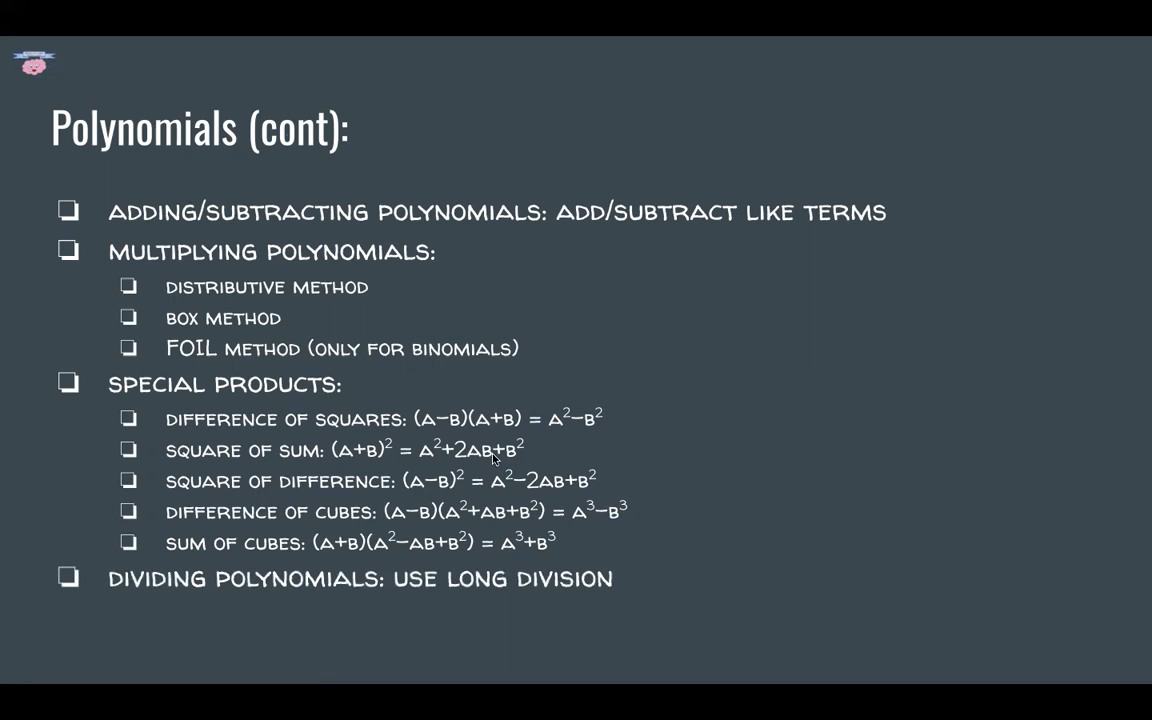 Polynomials (cont):
❏ ADDING/SUBTRACTING POLYNOMIALS: ADD/SUBTRACT LIKE TERMS
❏ MULTIPLYING POLYNOMIALS:
❏ DISTRIBUTIVE METHOD
❏ BOX METHOD
❏ FOIL METHOD (ONLY FOR BINOMIALS)
❏ SPECIAL PRODUCTS:
❏ DIFFERENCE OF SQUARES: (A−B)(A+B) = A²−B²
❏ SQUARE OF SUM: (A+B)² = A²+2AB+B²
❏ SQUARE OF DIFFERENCE: (A−B)² = A²−2AB+B²
❏ DIFFERENCE OF CUBES: (A−B)(A²+AB+B²) = A³−B³
❏ SUM OF CUBES: (A+B)(A²−AB+B²) = A³+B³
❏ DIVIDING POLYNOMIALS: USE LONG DIVISION